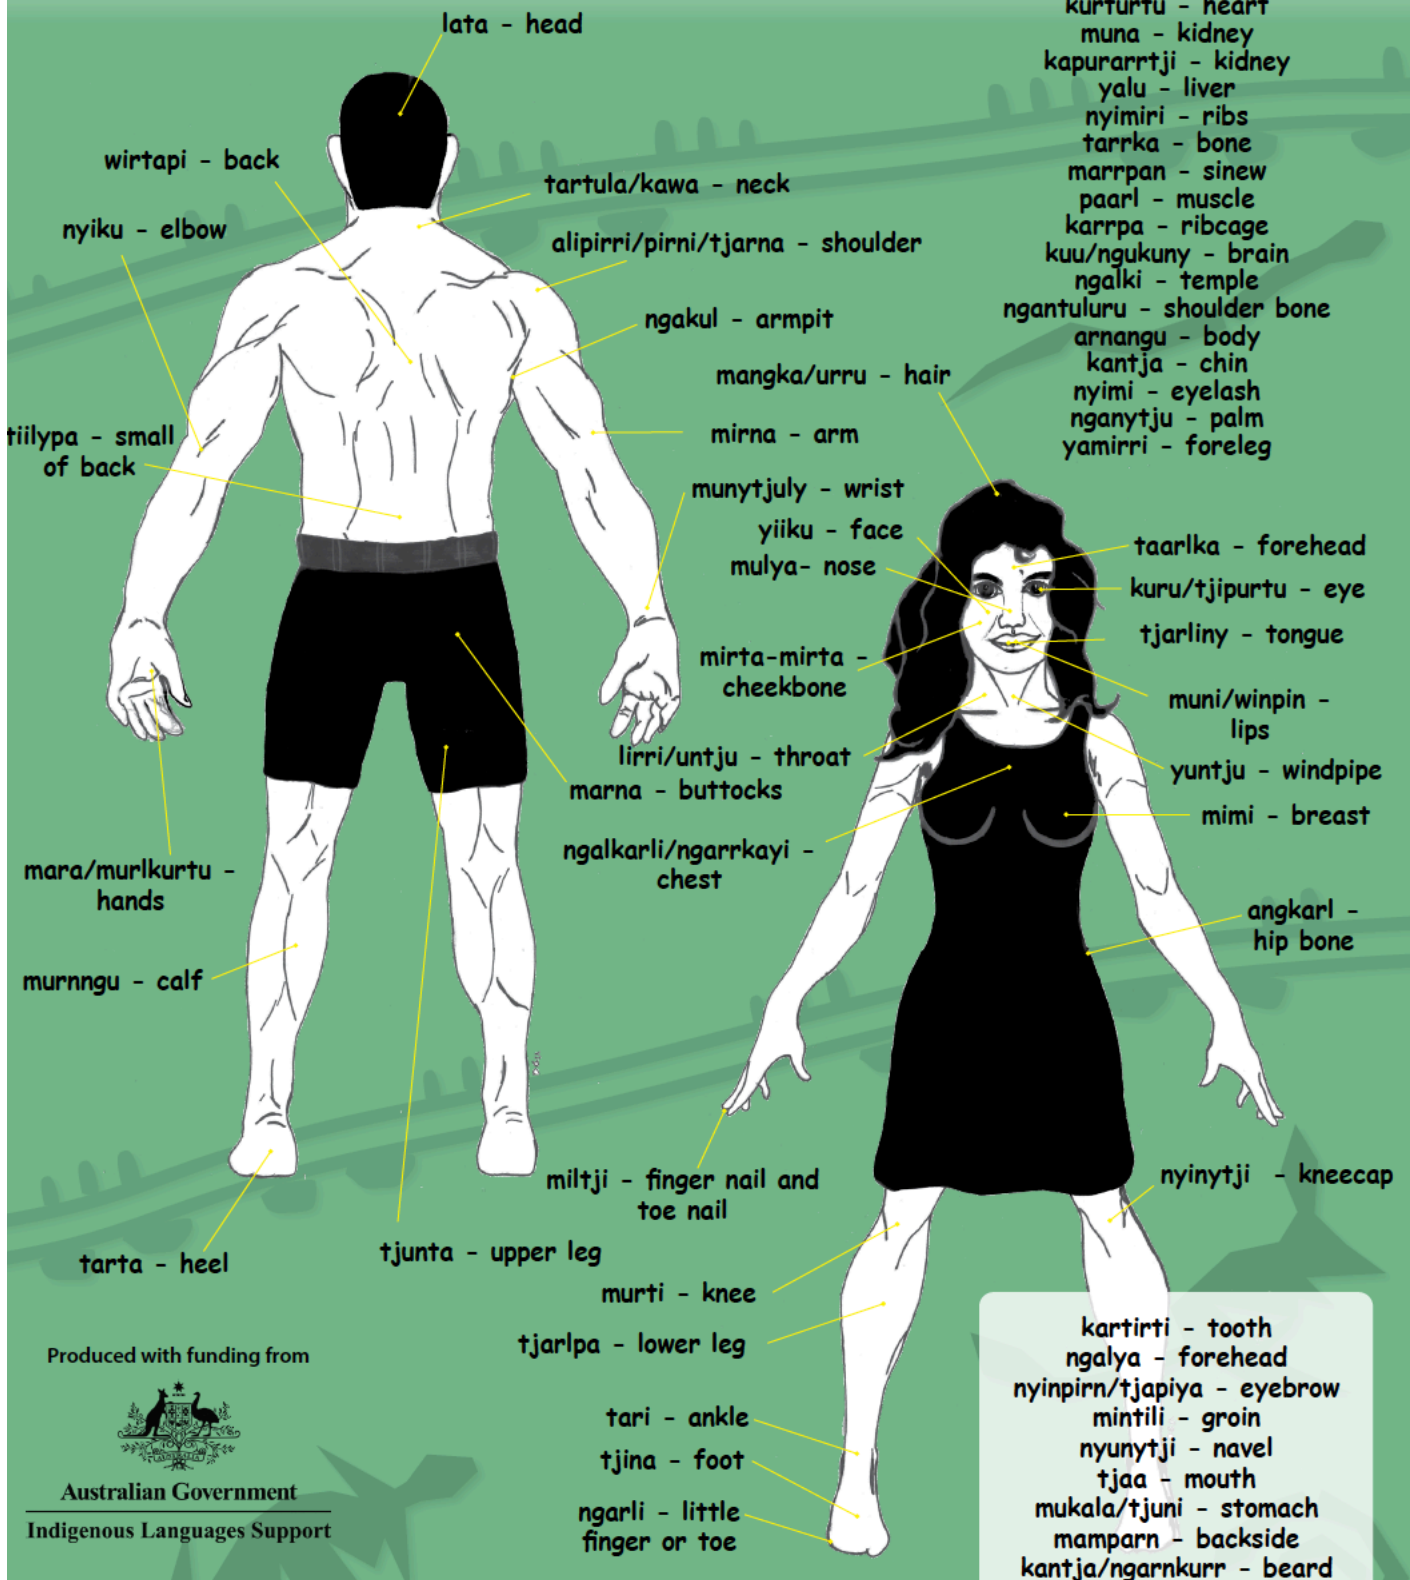 lata - head
wirtapi - back
nyiku - elbow
tartula/kawa - neck
alipirri/pirni/tjarna - shoulder
ngakul - armpit
mangka/urru - hair
tiilypa - small
of back
mirna - arm
munytjuly - wrist
yiiku - face
mulya- nose
mirta-mirta -
cheekbone
lirri/untju - throat
marna - buttocks
ngalkarli/ngarrkayi -
chest
mara/murlkurtu -
hands
murnngu - calf
tarta - heel
tjunta - upper leg
miltji - finger nail and
toe nail
murti - knee
tjarlpa - lower leg
tari - ankle
tjina - foot
ngarli - little
finger or toe
kurturtu - heart
muna - kidney
kapurarrtji - kidney
yalu - liver
nyimiri - ribs
tarrka - bone
marrpan - sinew
paarl - muscle
karrpa - ribcage
kuu/ngukuny - brain
ngalki - temple
ngantuluru - shoulder bone
arnangu - body
kantja - chin
nyimi - eyelash
nganytju - palm
yamirri - foreleg
taarlka - forehead
kuru/tjipurtu - eye
tjarliny - tongue
muni/winpin -
lips
yuntju - windpipe
mimi - breast
angkarl -
hip bone
nyinytji - kneecap
kartirti - tooth
ngalya - forehead
nyinpirn/tjapiya - eyebrow
mintili - groin
nyunytji - navel
tjaa - mouth
mukala/tjuni - stomach
mamparn - backside
kantja/ngarnkurr - beard
Produced with funding from
AUSTRALIA
Australian Government
Indigenous Languages Support